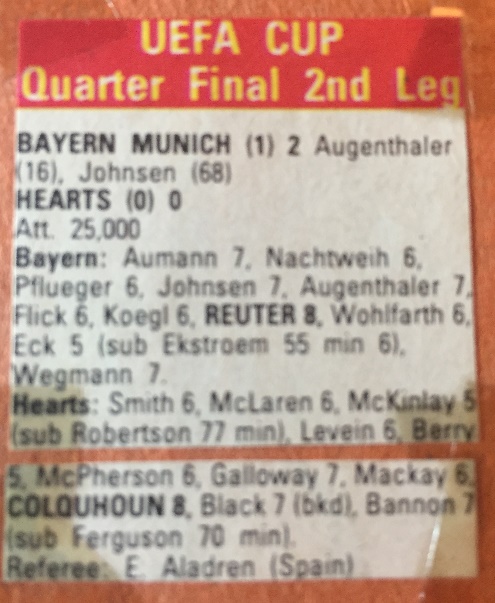 UEFA CUP
Quarter Final 2nd Leg
BAYERN MUNICH (1) 2 Augenthaler
(16), Johnsen (68)
HEARTS (0) 0
Att. 25,000
Bayern: Aumann 7, Nachtweih 6,
Pflueger 6, Johnsen 7, Augenthaler 7,
Flick 6, Koegl 6, REUTER 8, Wohlfarth 6,
Eck 5 (sub Ekstroem 55 min 6),
Wegmann 7.
Hearts: Smith 6, McLaren 6, McKinlay 5
(sub Robertson 77 min), Levein 6, Berry
5, McPherson 6, Galloway 7, Mackay 6,
COLQUHOUN 8, Black 7 (bkd), Bannon 7
(sub Ferguson 70 min).
Referee: E. Aladren (Spain)